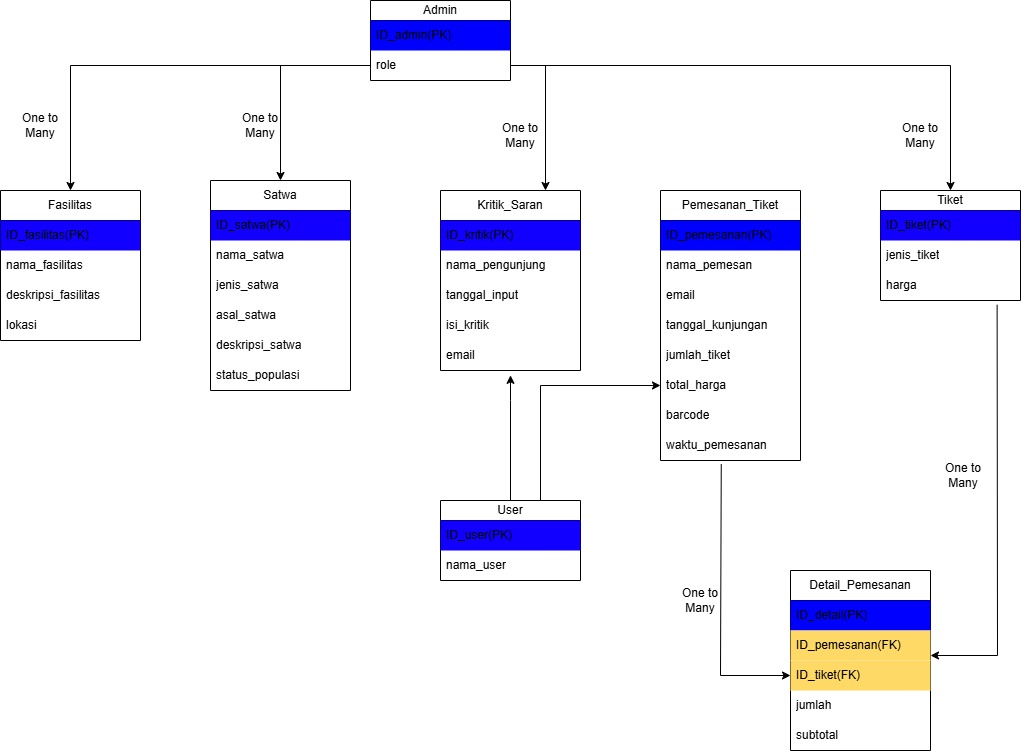 Admin
ID_admin(PK)
role
One to
Many
One to
Many
One to
Many
One to
Many
Fasilitas
ID_fasilitas(PK)
nama_fasilitas
deskripsi_fasilitas
lokasi
Satwa
ID_satwa(PK)
nama_satwa
jenis_satwa
asal_satwa
deskripsi_satwa
status_populasi
Kritik_Saran
ID_kritik(PK)
nama_pengunjung
tanggal_input
isi_kritik
email
Pemesanan_Tiket
ID_pemesanan(PK)
nama_pemesan
email
tanggal_kunjungan
jumlah_tiket
total_harga
barcode
waktu_pemesanan
Tiket
ID_tiket(PK)
jenis_tiket
harga
One to
Many
User
ID_user(PK)
nama_user
One to
Many
Detail_Pemesanan
ID_detail(PK)
ID_pemesanan(FK)
ID_tiket(FK)
jumlah
subtotal